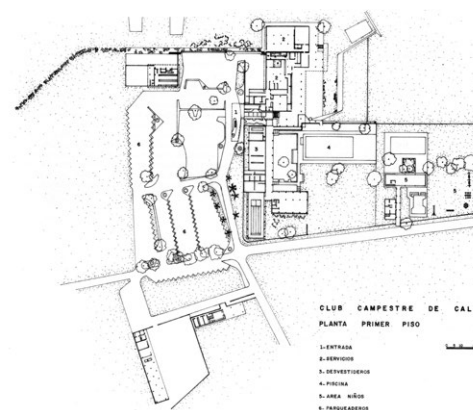 CLUB CAMPESTRE DE CAL
PLANTA PRIMER PISO
1.-ENTRADA
2.-SERVICIOS
3.-DESVESTIDEROS
4.-PISCINA
5.-AREA NIÑOS
6.-PARQUEADEROS